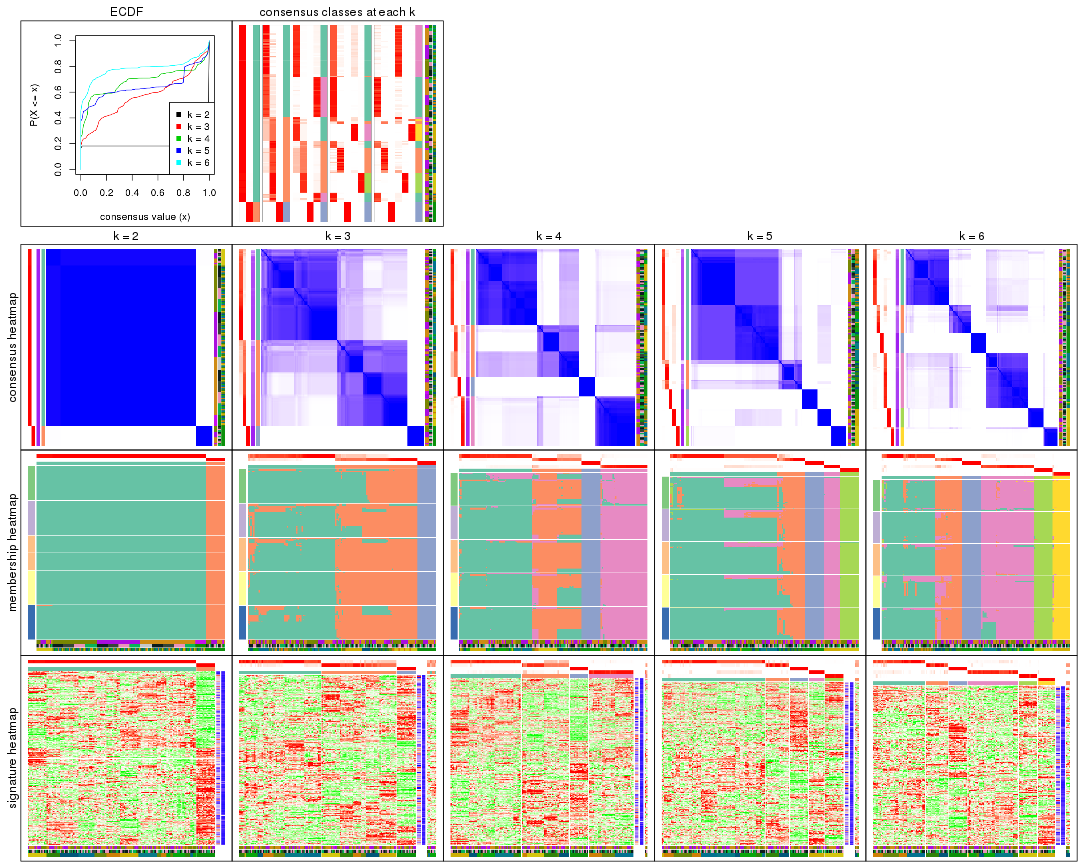 ECDF
consensus classes at each k
P(X <= x)
0.0 0.2 0.4 0.6 0.8 1.0
k = 2
k = 3
k = 4
k = 5
k = 6
0.0 0.2 0.4 0.6 0.8 1.0
consensus value (x)
k = 2
k = 3
k = 4
k = 5
k = 6
consensus heatmap
membership heatmap
signature heatmap